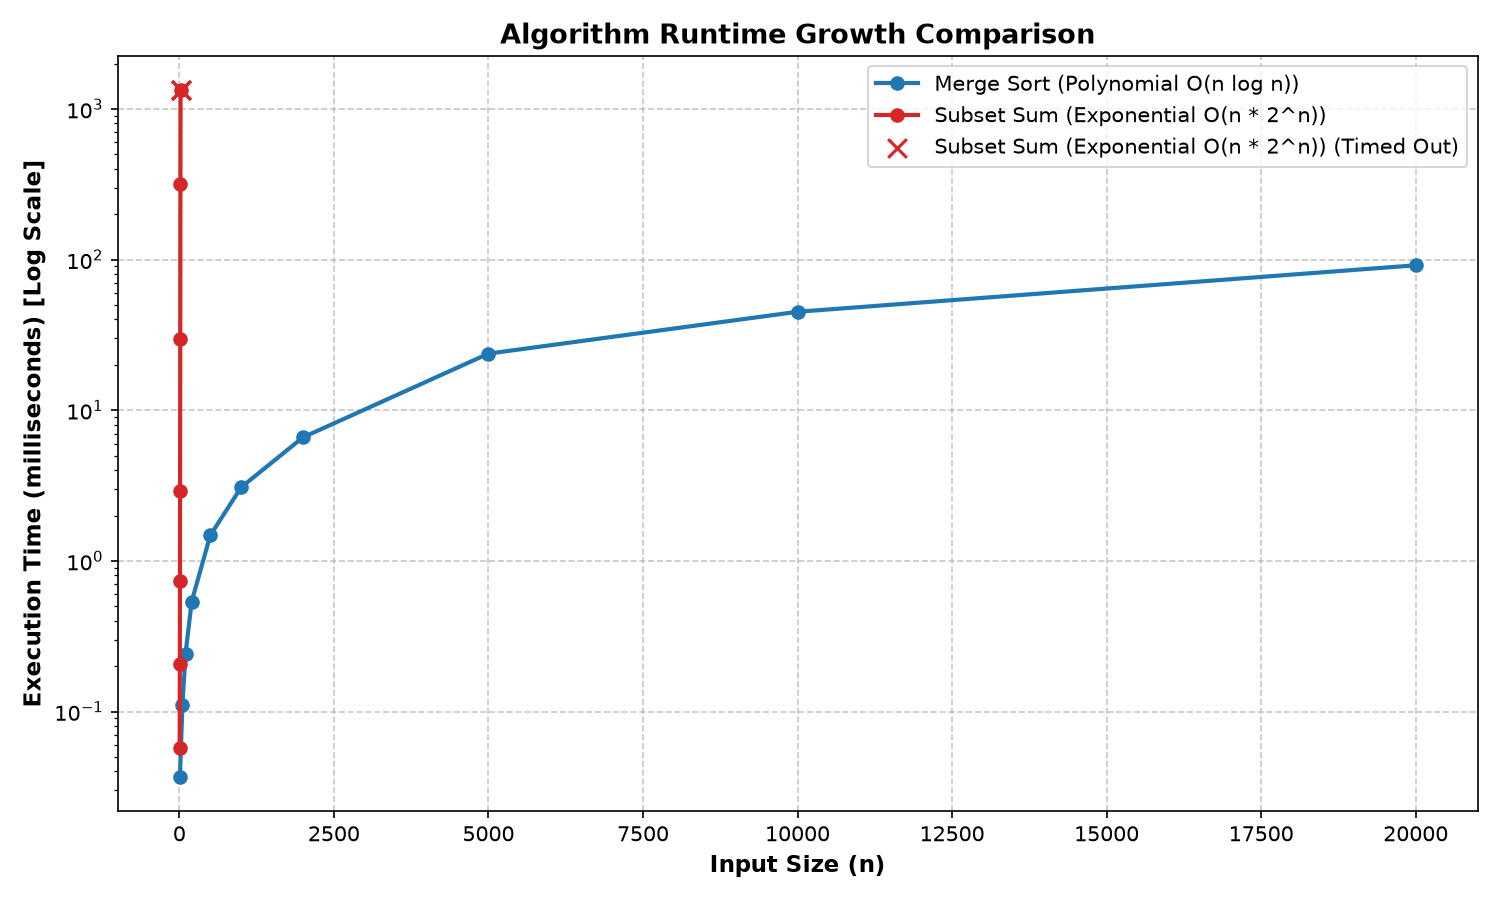 Algorithm Runtime Growth Comparison
Merge Sort (Polynomial O(n log n))
Subset Sum (Exponential O(n * 2^n))
Subset Sum (Exponential O(n * 2^n)) (Timed Out)
Execution Time (milliseconds) [Log Scale]
10³
10²
10¹
10⁰
10⁻¹
0 2500 5000 7500 10000 12500 15000 17500 20000
Input Size (n)